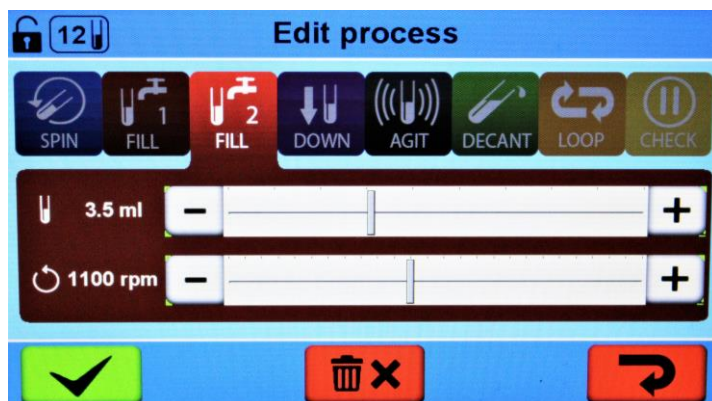 12
Edit process
SPIN
1
FILL
2
FILL
DOWN
AGIT
DECANT
LOOP
CHECK
3.5 ml
1100 rpm